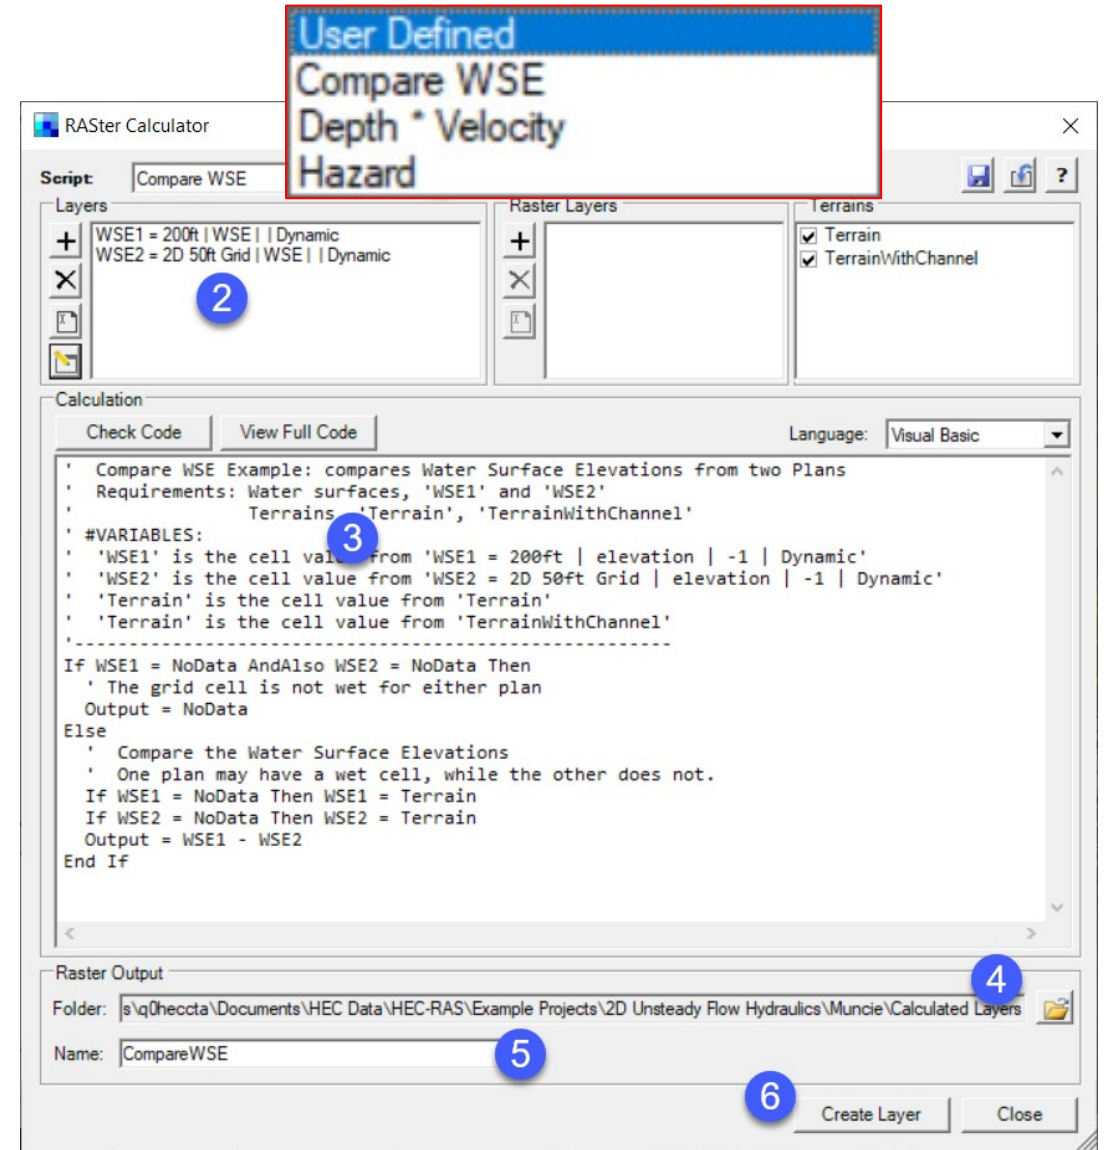 User Defined
Compare WSE
Depth * Velocity
Hazard
RASter Calculator
Script: Compare WSE
?
Layers
WSE1 = 200ft | WSE | | Dynamic
WSE2 = 2D 50ft Grid | WSE | | Dynamic
2
Raster Layers
Terrains
Terrain
TerrainWithChannel
Calculation
Check Code View Full Code Language: Visual Basic
' Compare WSE Example: compares Water Surface Elevations from two Plans
' Requirements: Water surfaces, 'WSE1' and 'WSE2'
' Terrains 'Terrain', 'TerrainWithChannel'
3
' #VARIABLES:
' 'WSE1' is the cell val from 'WSE1 = 200ft | elevation | -1 | Dynamic'
' 'WSE2' is the cell value from 'WSE2 = 2D 50ft Grid | elevation | -1 | Dynamic'
' 'Terrain' is the cell value from 'Terrain'
' 'Terrain' is the cell value from 'TerrainWithChannel'
'--------------------------------------------------------
If WSE1 = NoData AndAlso WSE2 = NoData Then
' The grid cell is not wet for either plan
Output = NoData
Else
' Compare the Water Surface Elevations
' One plan may have a wet cell, while the other does not.
If WSE1 = NoData Then WSE1 = Terrain
If WSE2 = NoData Then WSE2 = Terrain
Output = WSE1 - WSE2
End If
Raster Output
4
Folder: s\q0heccta\Documents\HEC Data\HEC-RAS\Example Projects\2D Unsteady Flow Hydraulics\Muncie\Calculated Layers
Name: CompareWSE
5
6
Create Layer Close